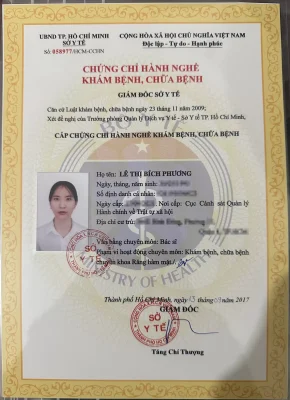 UBND TP. HỒ CHÍ MINH
SỞ Y TẾ
Số: 058977/HCM-CCHN
CỘNG HÒA XÃ HỘI CHỦ NGHĨA VIỆT NAM
Độc lập - Tự do - Hạnh phúc
CHỨNG CHỈ HÀNH NGHỀ
KHÁM BỆNH, CHỮA BỆNH
GIÁM ĐỐC SỞ Y TẾ
Căn cứ Luật khám bệnh, chữa bệnh ngày 23 tháng 11 năm 2009;
Xét đề nghị của Trưởng phòng Quản lý Dịch vụ Y tế - Sở Y tế TP. Hồ Chí Minh,
CẤP CHỨNG CHỈ HÀNH NGHỀ KHÁM BỆNH, CHỮA BỆNH
Họ và tên: LÊ THỊ BÍCH PHƯƠNG
Ngày, tháng, năm sinh:
Số định danh cá nhân:
Ngày cấp: Nơi cấp: Cục Cảnh sát Quản lý
Hành chính về Trật tự xã hội
Địa chỉ cư trú:
Văn bằng chuyên môn: Bác sĩ
Phạm vi hoạt động chuyên môn: Khám bệnh, chữa bệnh
chuyên khoa Răng hàm mặt
MINISTRY OF HEALTH
SỞ
Y TẾ
Thành phố Hồ Chí Minh, ngày 13 tháng 2017
GIÁM ĐỐC
SỞ
Y TẾ
Tăng Chí Thượng